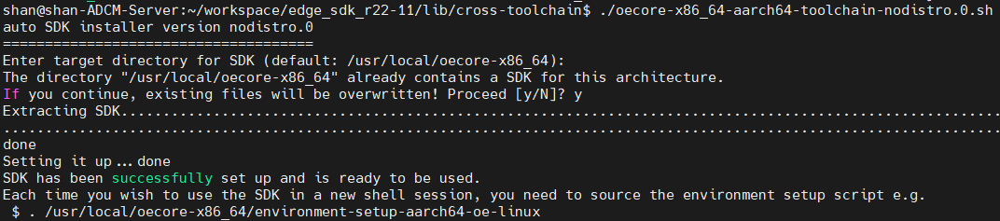 shan@shan-ADCM-Server:~/workspace/edge_sdk_r22-11/lib/cross-toolchain$ ./oecore-x86_64-aarch64-toolchain-nodistro.0.sh
auto SDK installer version nodistro.0
=====================================
Enter target directory for SDK (default: /usr/local/oecore-x86_64):
The directory "/usr/local/oecore-x86_64" already contains a SDK for this architecture.
If you continue, existing files will be overwritten! Proceed [y/N]? y
Extracting SDK.........................................................................................................
.......................................................................................................................
done
Setting it up...done
SDK has been successfully set up and is ready to be used.
Each time you wish to use the SDK in a new shell session, you need to source the environment setup script e.g.
$ . /usr/local/oecore-x86_64/environment-setup-aarch64-oe-linux